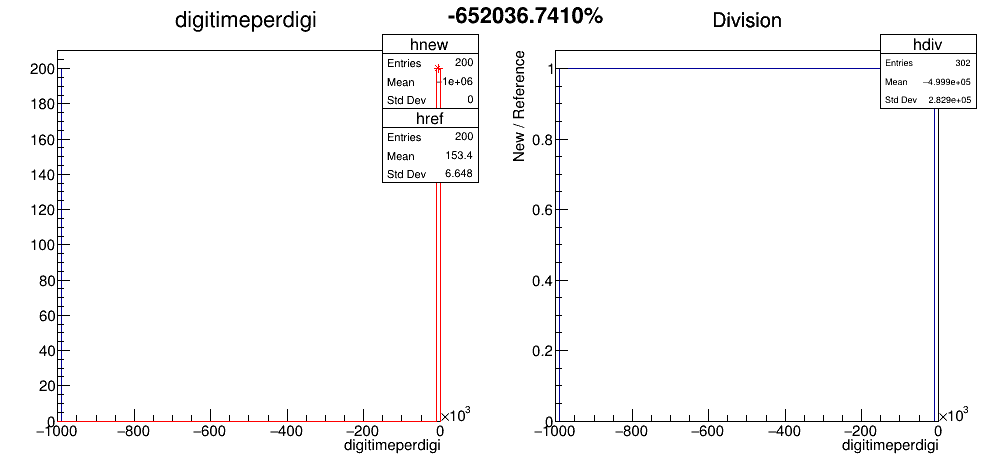 -652036.7410%
digitimeperdigi
hnew
Entries 200
Mean −1e+06
Std Dev 0
href
Entries 200
Mean 153.4
Std Dev 6.648
200
180
160
140
120
100
80
60
40
20
0
−1000 −800 −600 −400 −200 0
×10³
digitimeperdigi
Division
hdiv
Entries 302
Mean −4.999e+05
Std Dev 2.829e+05
New / Reference
1
0.8
0.6
0.4
0.2
0
−1000 −800 −600 −400 −200 0
×10³
digitimeperdigi